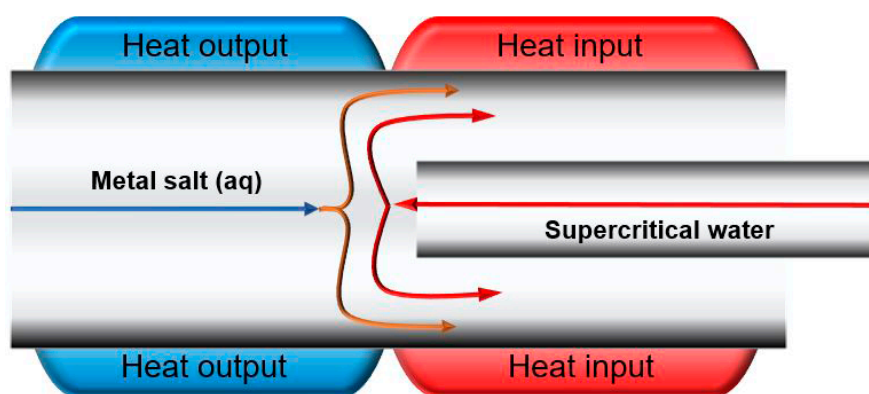 Heat output
Heat input
Metal salt (aq)
Supercritical water
Heat output
Heat input